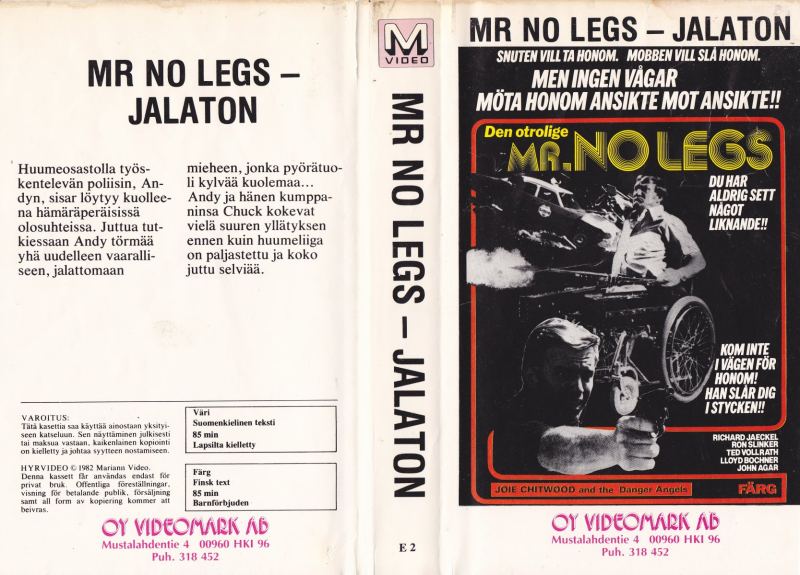 MR NO LEGS –
JALATON
Huumeosastolla työs-
kentelevän poliisin, An-
dyn, sisar löytyy kuollee-
na hämäräperäisissä
olosuhteissa. Juttua tut-
kiessaan Andy törmää
yhä uudelleen vaaralli-
seen, jalattomaan
mieheen, jonka pyörätuo-
li kylvää kuolemaa...
Andy ja hänen kumppa-
ninsa Chuck kokevat
vielä suuren yllätyksen
ennen kuin huumeliiga
on paljastettu ja koko
juttu selviää.
VAROITUS:
Tätä kasettia saa käyttää ainostaan yksityi-
seen katseluun. Sen näyttäminen julkisesti
tai maksua vastaan, kaikenlainen kopiointi
on kielletty ja johtaa syytteen nostamiseen.
Väri
Suomenkielinen teksti
85 min
Lapsilta kielletty
HYRVIDEO © 1982 Mariann Video.
Denna kassett får användas endast för
privat bruk. Offentliga föreställningar,
visning för betalande publik, försäljning
samt all form av kopiering kommer att
beivras.
Färg
Finsk text
85 min
Barnförbjuden
OY VIDEOMARK AB
Mustalahdentie 4 00960 HKI 96
Puh. 318 452
M
VIDEO
MR NO LEGS – JALATON
E 2
MR NO LEGS – JALATON
SNUTEN VILL TA HONOM. MOBBEN VILL SLÅ HONOM.
MEN INGEN VÅGAR
MÖTA HONOM ANSIKTE MOT ANSIKTE!!
Den otrolige
MR. NO LEGS
DU HAR
ALDRIG SETT
NÅGOT
LIKNANDE!!
KOM INTE
I VÄGEN FÖR
HONOM!
HAN SLÅR DIG
I STYCKEN!!
RICHARD JAECKEL
RON SLINKER
TED VOLLRATH
LLOYD BOCHNER
JOHN AGAR
JOIE CHITWOOD and the Danger Angels
FÄRG
OY VIDEOMARK AB
Mustalahdentie 4 00960 HKI 96
Puh. 318 452